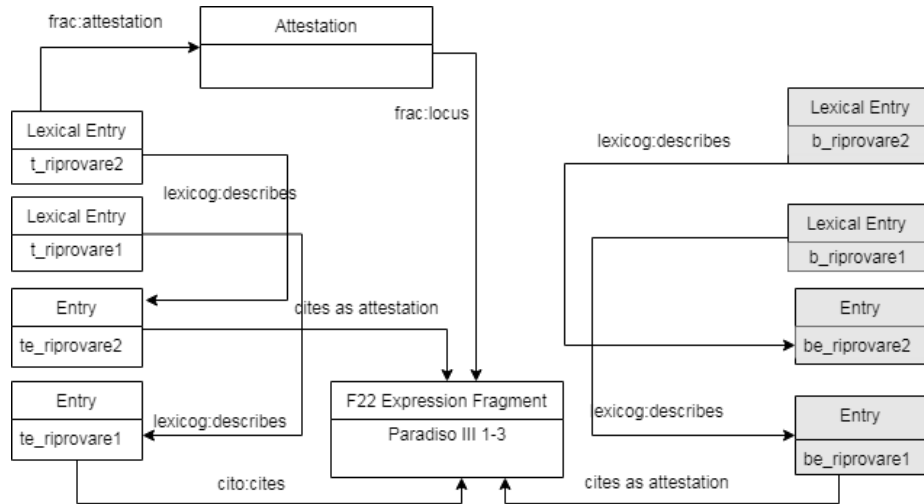 frac:attestation
Attestation
frac:locus
Lexical Entry
t_riprovare2
lexicog:describes
Lexical Entry
t_riprovare1
Entry
te_riprovare2
cites as attestation
Entry
te_riprovare1
lexicog:describes
cito:cites
F22 Expression Fragment
Paradiso III 1-3
Lexical Entry
b_riprovare2
lexicog:describes
Lexical Entry
b_riprovare1
Entry
be_riprovare2
lexicog:describes
Entry
be_riprovare1
cites as attestation